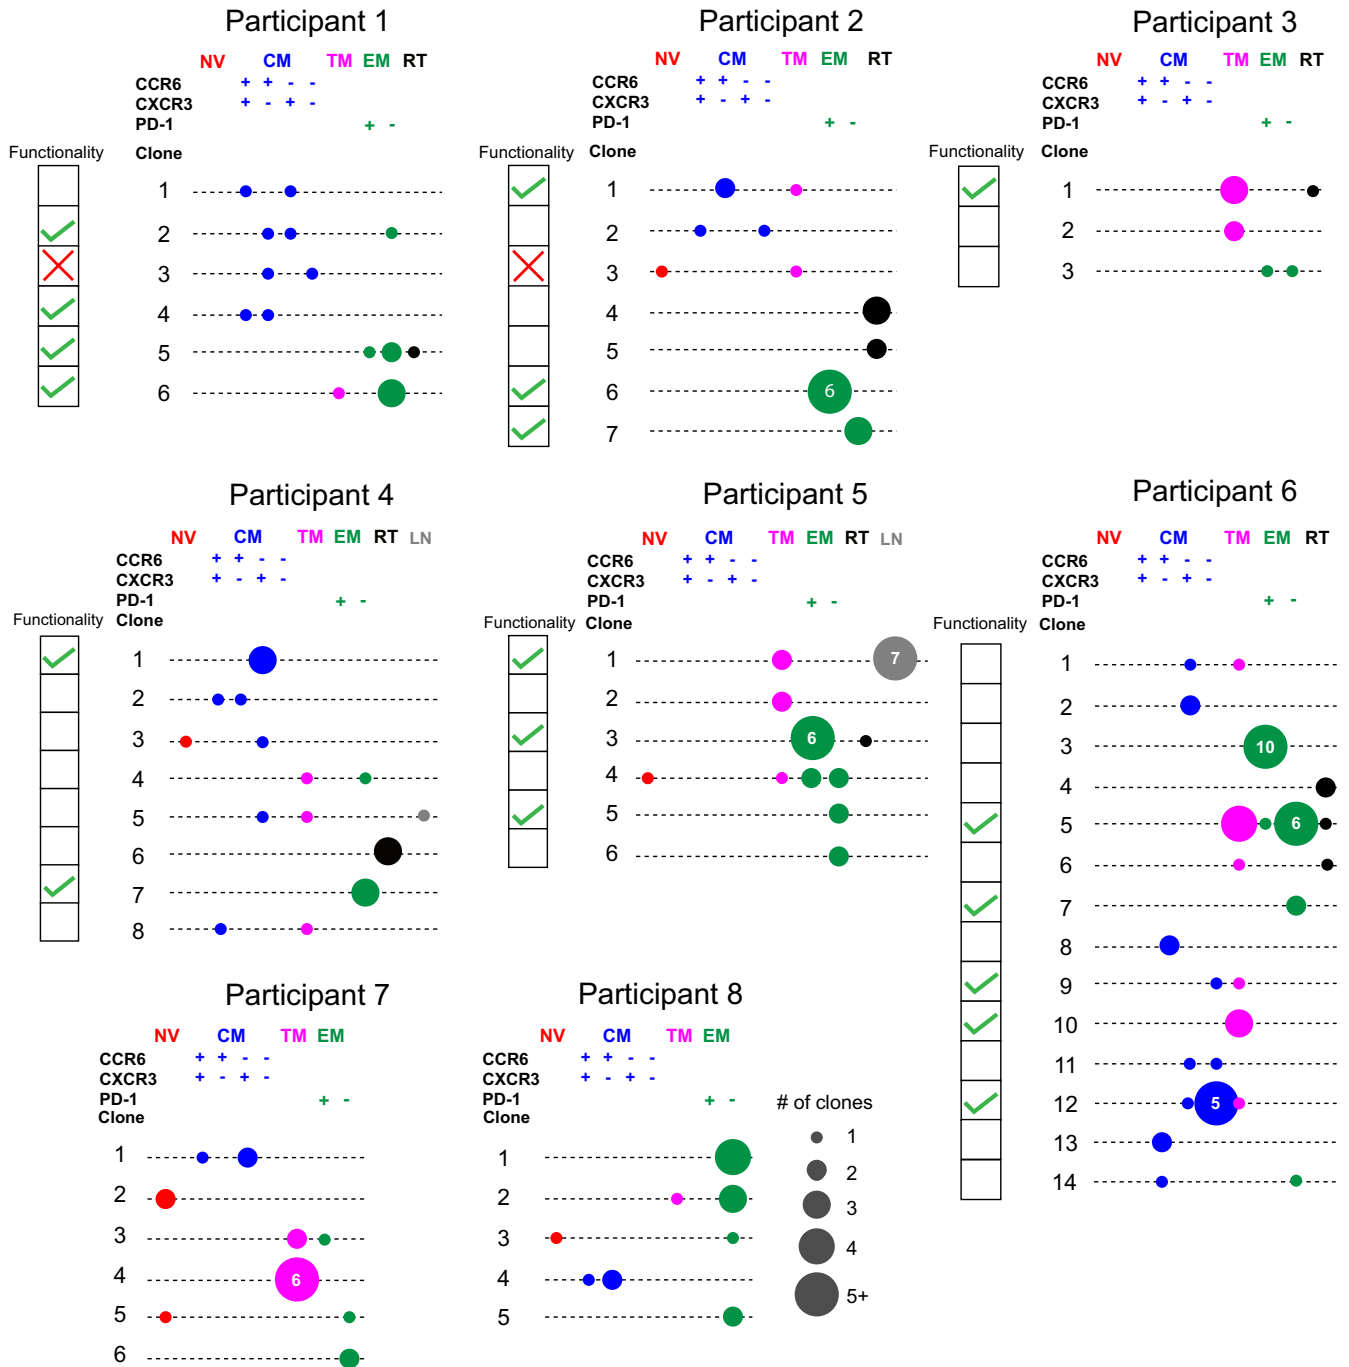 Participant 1
NV CM TM EM RT
CCR6 + + - -
CXCR3 + - + -
PD-1 + -
Functionality Clone
1
2
3
4
5
6
Participant 2
NV CM TM EM RT
CCR6 + + - -
CXCR3 + - + -
PD-1 + -
Functionality Clone
1
2
3
4
5
6 6
7
Participant 3
NV CM TM EM RT
CCR6 + + - -
CXCR3 + - + -
PD-1 + -
Functionality Clone
1
2
3
Participant 4
NV CM TM EM RT LN
CCR6 + + - -
CXCR3 + - + -
PD-1 + -
Functionality Clone
1
2
3
4
5
6
7
8
Participant 5
NV CM TM EM RT LN
CCR6 + + - -
CXCR3 + - + -
PD-1 + -
Functionality Clone
1 7
2
3 6
4
5
6
Participant 6
NV CM TM EM RT
CCR6 + + - -
CXCR3 + - + -
PD-1 + -
Functionality Clone
1
2
3 10
4
5 6
6
7
8
9
10
11
12 5
13
14
Participant 7
NV CM TM EM
CCR6 + + - -
CXCR3 + - + -
PD-1 + -
Clone
1
2
3
4 6
5
6
Participant 8
NV CM TM EM
CCR6 + + - -
CXCR3 + - + -
PD-1 + -
Clone
1
2
3
4
5
# of clones
1
2
3
4
5+